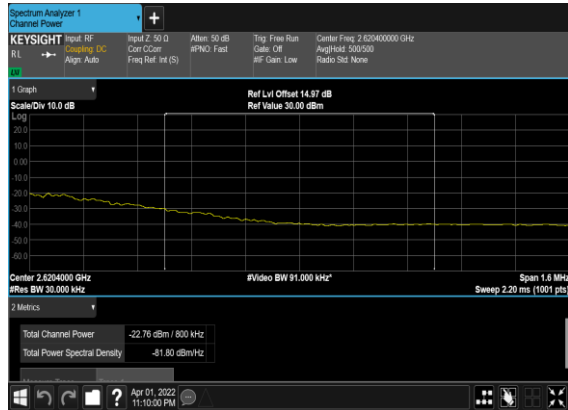 Spectrum Analyzer 1
Channel Power
+
KEYSIGHT Input: RF Input Z: 50 Ω Atten: 50 dB Trig: Free Run Center Freq: 2.620400000 GHz
Coupling: DC Corr CCorr #PNO: Fast Gate: Off Avg|Hold: 500/500
RL Align: Auto Freq Ref: Int (S) #IF Gain: Low Radio Std: None
1 Graph
Ref Lvl Offset 14.97 dB
Scale/Div 10.0 dB Ref Value 30.00 dBm
Log
20.0
10.0
0.00
-10.0
-20.0
-30.0
-40.0
-50.0
-60.0
Center 2.6204000 GHz #Video BW 91.000 kHz* Span 1.6 MHz
#Res BW 30.000 kHz Sweep 2.20 ms (1001 pts)
2 Metrics
Total Channel Power -22.76 dBm / 800 kHz
Total Power Spectral Density -81.80 dBm/Hz
? Apr 01, 2022
11:10:00 PM